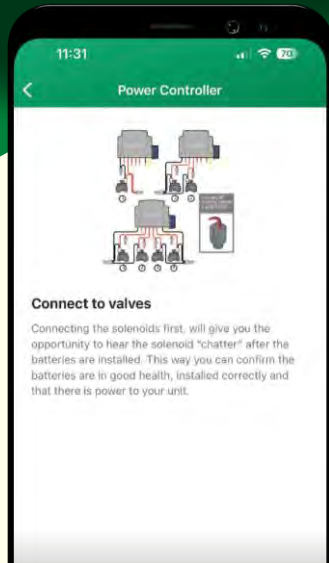 11:31
70
Power Controller
Connect to valves
Connecting the solenoids first, will give you the
opportunity to hear the solenoid "chatter" after the
batteries are installed. This way you can confirm the
batteries are in good health, installed correctly and
that there is power to your unit.